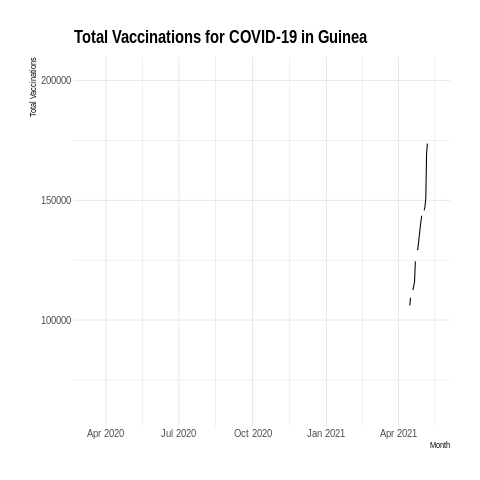 Total Vaccinations for COVID-19 in Guinea
Total Vaccinations
200000
150000
100000
Apr 2020 Jul 2020 Oct 2020 Jan 2021 Apr 2021
Month